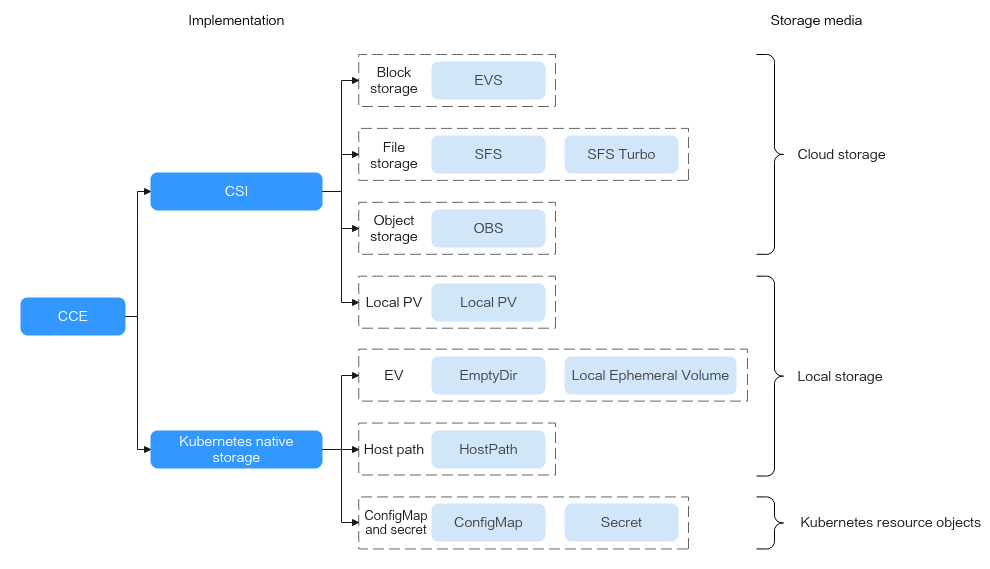 Implementation
Storage media
Block
storage
EVS
File
storage
SFS
SFS Turbo
Cloud storage
CSI
Object
storage
OBS
Local PV
Local PV
CCE
EV
EmptyDir
Local Ephemeral Volume
Local storage
Kubernetes native
storage
Host path
HostPath
ConfigMap
and secret
ConfigMap
Secret
Kubernetes resource objects